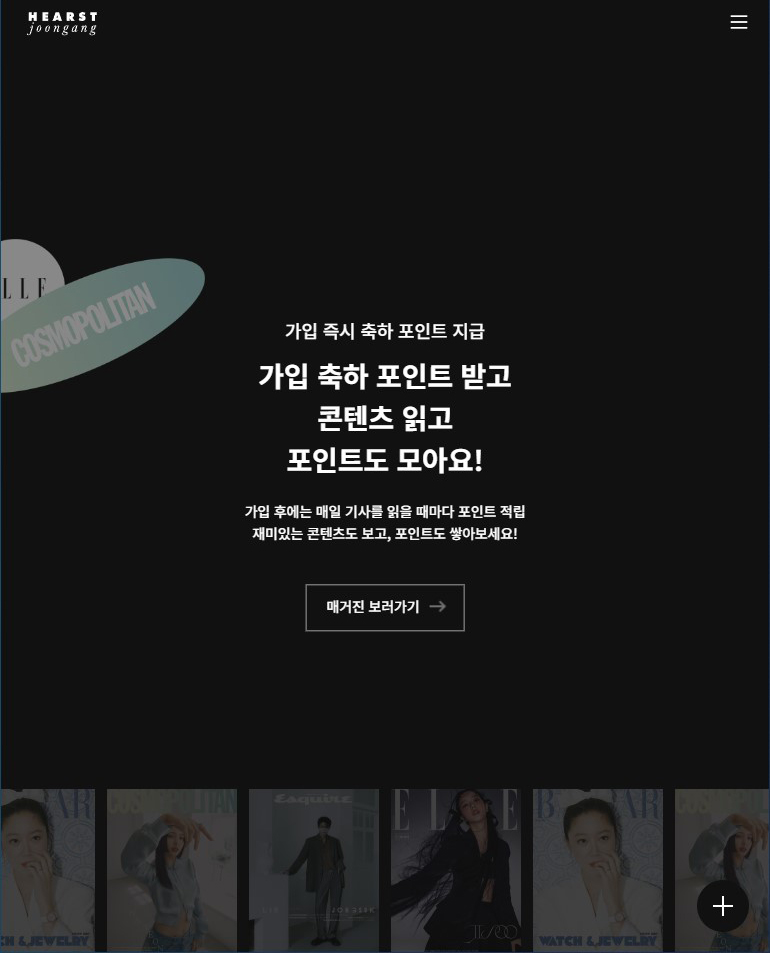 HEARST
joongang
LLE
COSMOPOLITAN
가입 즉시 축하 포인트 지급
가입 축하 포인트 받고
콘텐츠 읽고
포인트도 모아요!
가입 후에는 매일 기사를 읽을 때마다 포인트 적립
재미있는 콘텐츠도 보고, 포인트도 쌓아보세요!
매거진 보러가기
AR
COSMOPOLITAN
Esquire
ELLE
BAZAAR
COSMOPOLITAN
CH & JEWELRY
JISOO
WATCH & JEWELRY